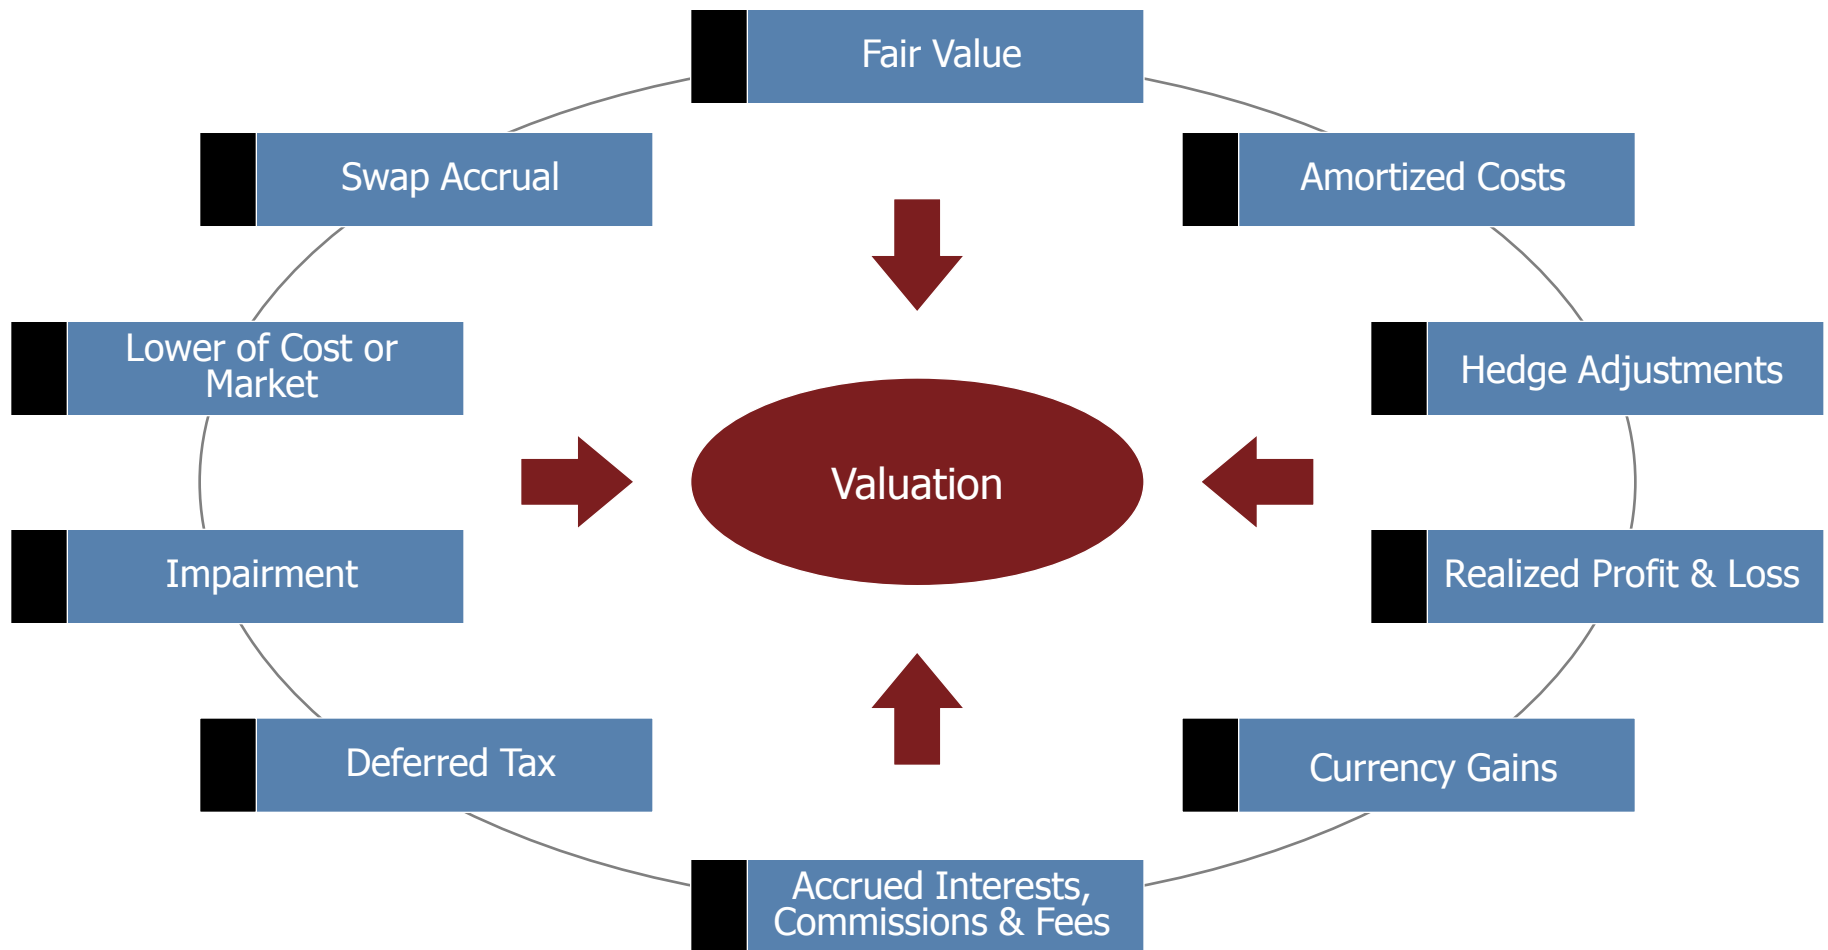 Fair Value
Swap Accrual
Amortized Costs
Lower of Cost or
Market
Hedge Adjustments
Valuation
Impairment
Realized Profit & Loss
Deferred Tax
Currency Gains
Accrued Interests,
Commissions & Fees